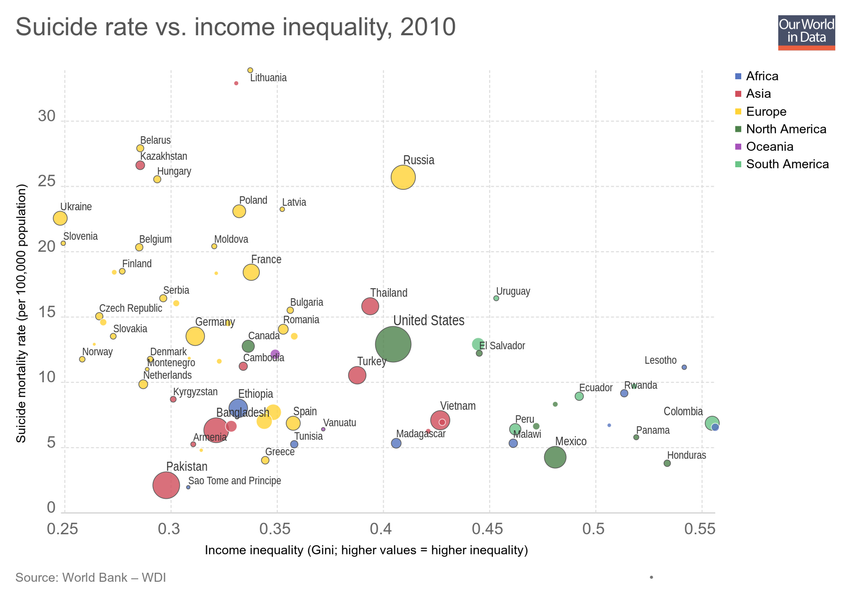 Suicide rate vs. income inequality, 2010
Our World
in Data
Africa
Asia
Europe
North America
Oceania
South America
Suicide mortality rate (per 100,000 population)
30
25
20
15
10
5
0
Lithuania
Belarus
Kazakhstan
Hungary
Russia
Ukraine
Poland
Latvia
Slovenia
Belgium
Moldova
Finland
France
Serbia
Thailand
Uruguay
Czech Republic
Bulgaria
Slovakia
Germany
Romania
United States
Norway
Denmark
Canada
El Salvador
Montenegro
Cambodia
Turkey
Lesotho
Netherlands
Kyrgyzstan
Ethiopia
Ecuador
Rwanda
Bangladesh
Spain
Vietnam
Colombia
Armenia
Tunisia
Vanuatu
Madagascar
Peru
Malawi
Panama
Greece
Mexico
Honduras
Pakistan
Sao Tome and Principe
0.25
0.3
0.35
0.4
0.45
0.5
0.55
Income inequality (Gini; higher values = higher inequality)
Source: World Bank – WDI